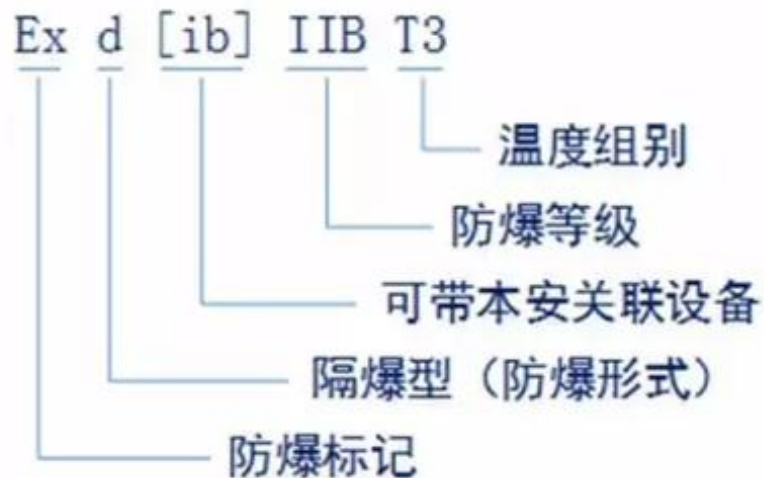 Ex d [ib] IIB T3
温度组别
防爆等级
可带本安关联设备
隔爆型（防爆形式）
防爆标记